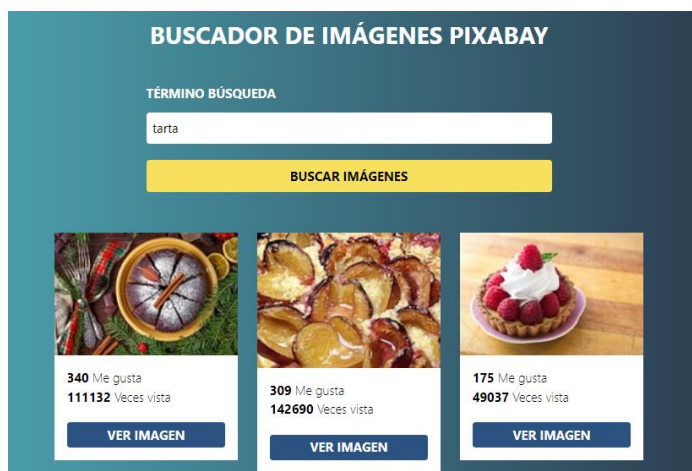 BUSCADOR DE IMÁGENES PIXABAY
TÉRMINO BÚSQUEDA
tarta
BUSCAR IMÁGENES
340 Me gusta
111132 Veces vista
VER IMAGEN
309 Me gusta
142690 Veces vista
VER IMAGEN
175 Me gusta
49037 Veces vista
VER IMAGEN